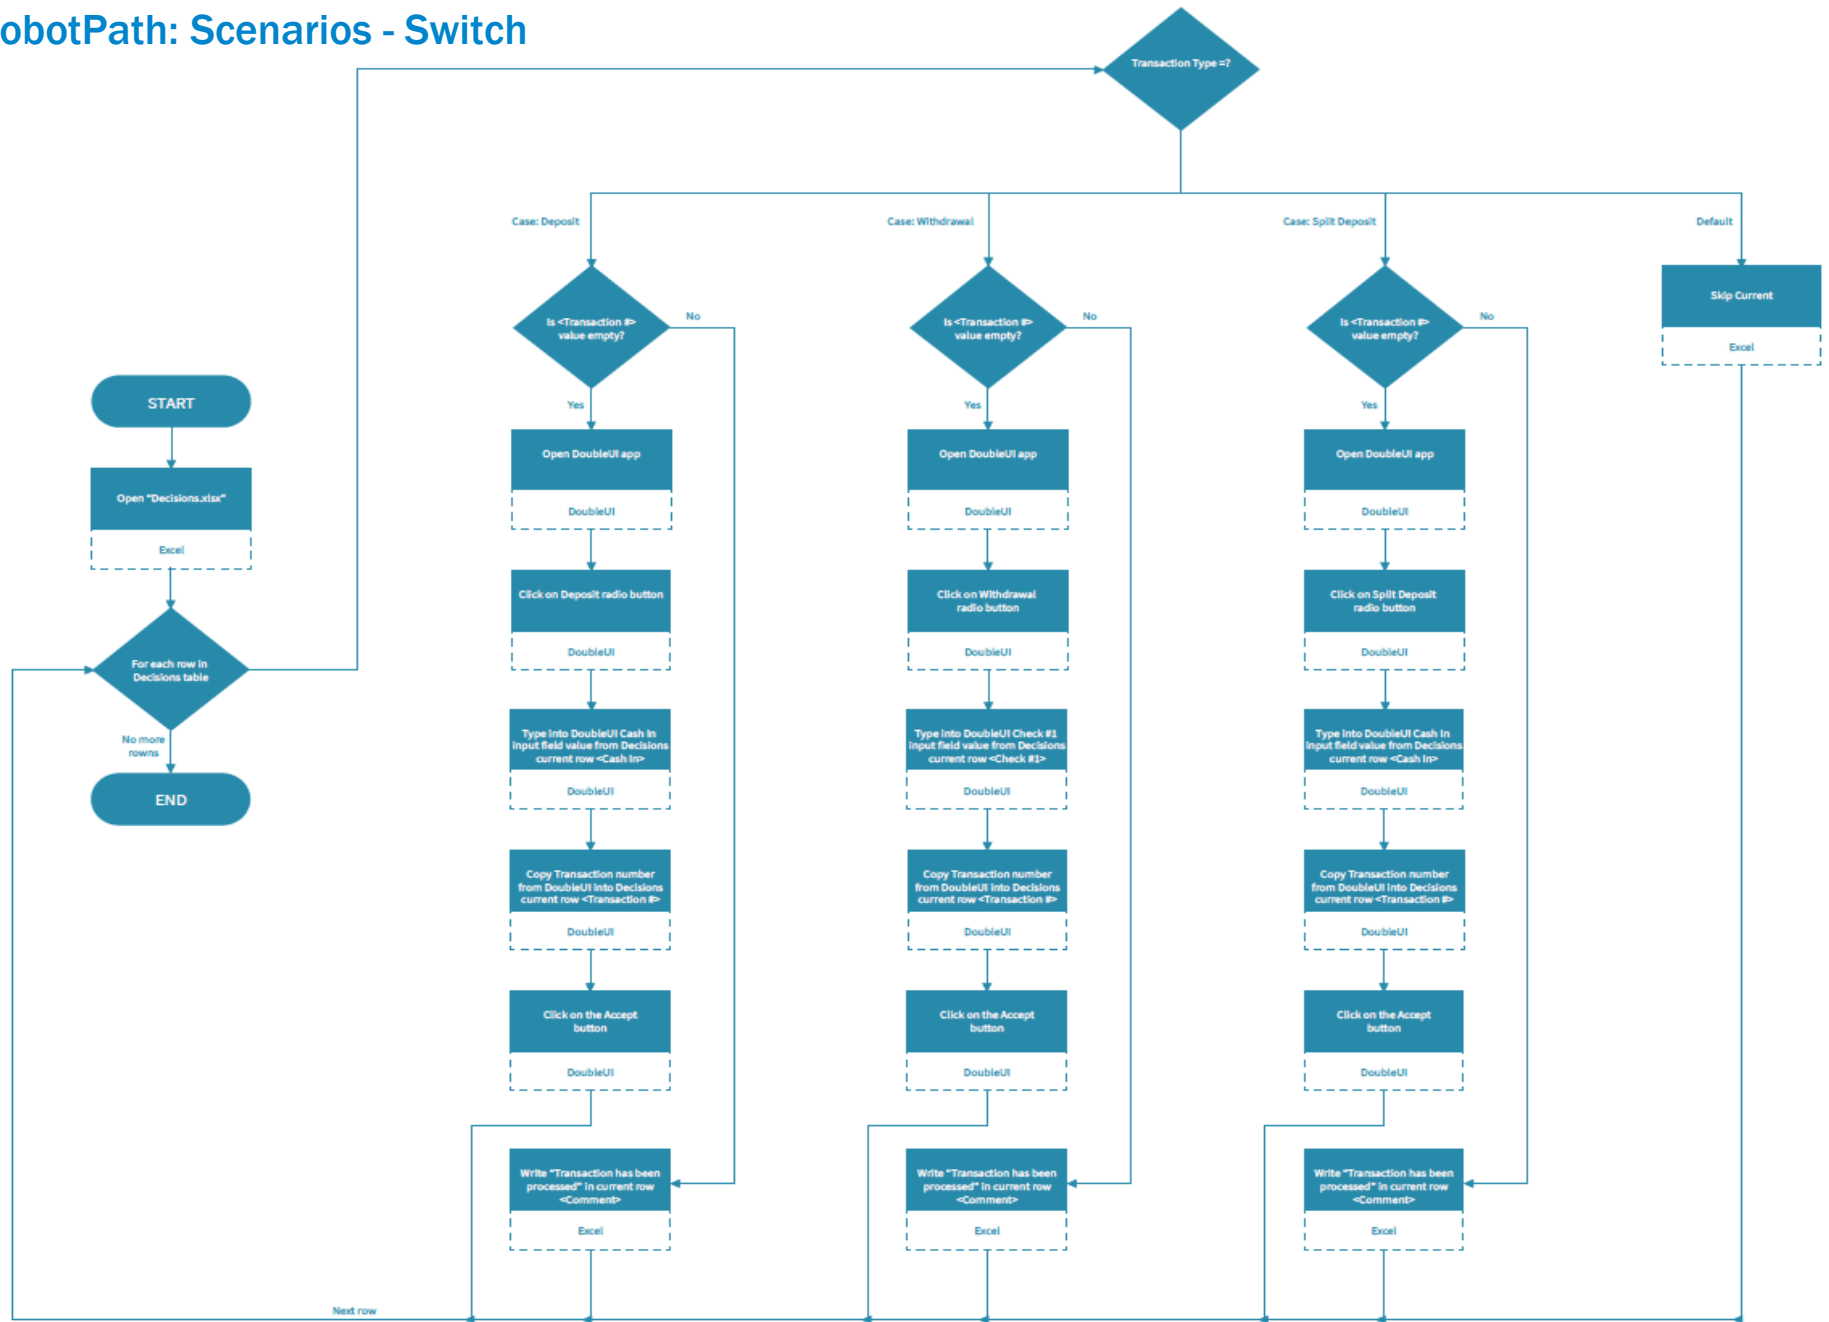 obotPath: Scenarios - Switch
Transaction Type =?
Case: Deposit
Case: Withdrawal
Case: Split Deposit
Default
START
Open "Decisions.xlsx"
Excel
For each row in
Decisions table
No more
rowns
END
Is <Transaction #>
value empty?
No
Yes
Open DoubleUI app
DoubleUI
Click on Deposit radio button
DoubleUI
Type into DoubleUI Cash In
input field value from Decisions
current row <Cash In>
DoubleUI
Copy Transaction number
from DoubleUI into Decisions
current row <Transaction #>
DoubleUI
Click on the Accept
button
DoubleUI
Write "Transaction has been
processed" in current row
<Comment>
Excel
Is <Transaction #>
value empty?
No
Yes
Open DoubleUI app
DoubleUI
Click on Withdrawal
radio button
DoubleUI
Type into DoubleUI Check #1
input field value from Decisions
current row <Check #1>
DoubleUI
Copy Transaction number
from DoubleUI into Decisions
current row <Transaction #>
DoubleUI
Click on the Accept
button
DoubleUI
Write "Transaction has been
processed" in current row
<Comment>
Excel
Is <Transaction #>
value empty?
No
Yes
Open DoubleUI app
DoubleUI
Click on Split Deposit
radio button
DoubleUI
Type into DoubleUI Cash In
input field value from Decisions
current row <Cash In>
DoubleUI
Copy Transaction number
from DoubleUI into Decisions
current row <Transaction #>
DoubleUI
Click on the Accept
button
DoubleUI
Write "Transaction has been
processed" in current row
<Comment>
Excel
Skip Current
Excel
Next row